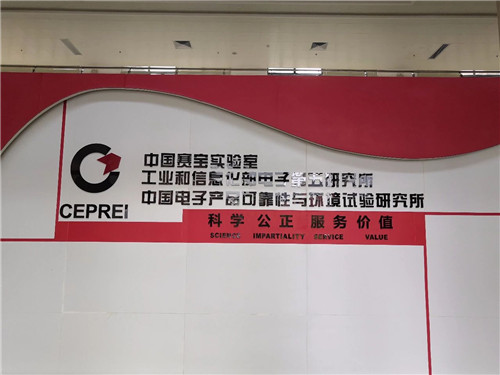 中国赛宝实验室
工业和信息化部电子第五研究所
中国电子产品可靠性与环境试验研究所
CEPREI
科学 公正 服务 价值
SCIENCE IMPARTIALITY SERVICE VALUE